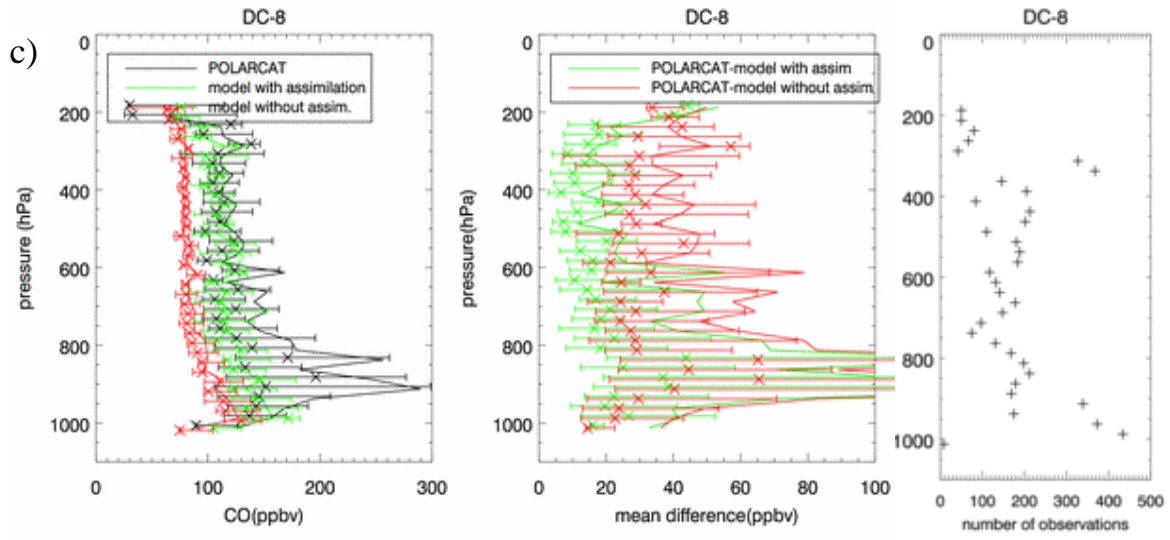 c)
DC-8
0
200
400
600
800
1000
pressure (hPa)
POLARCAT
model with assimilation
model without assim.
0 100 200 300
CO(ppbv)
DC-8
0
200
400
600
800
1000
pressure(hPa)
POLARCAT-model with assim
POLARCAT-model without assim
0 20 40 60 80 100
mean difference(ppbv)
DC-8
0
200
400
600
800
1000
0 100 200 300 400 500
number of observations